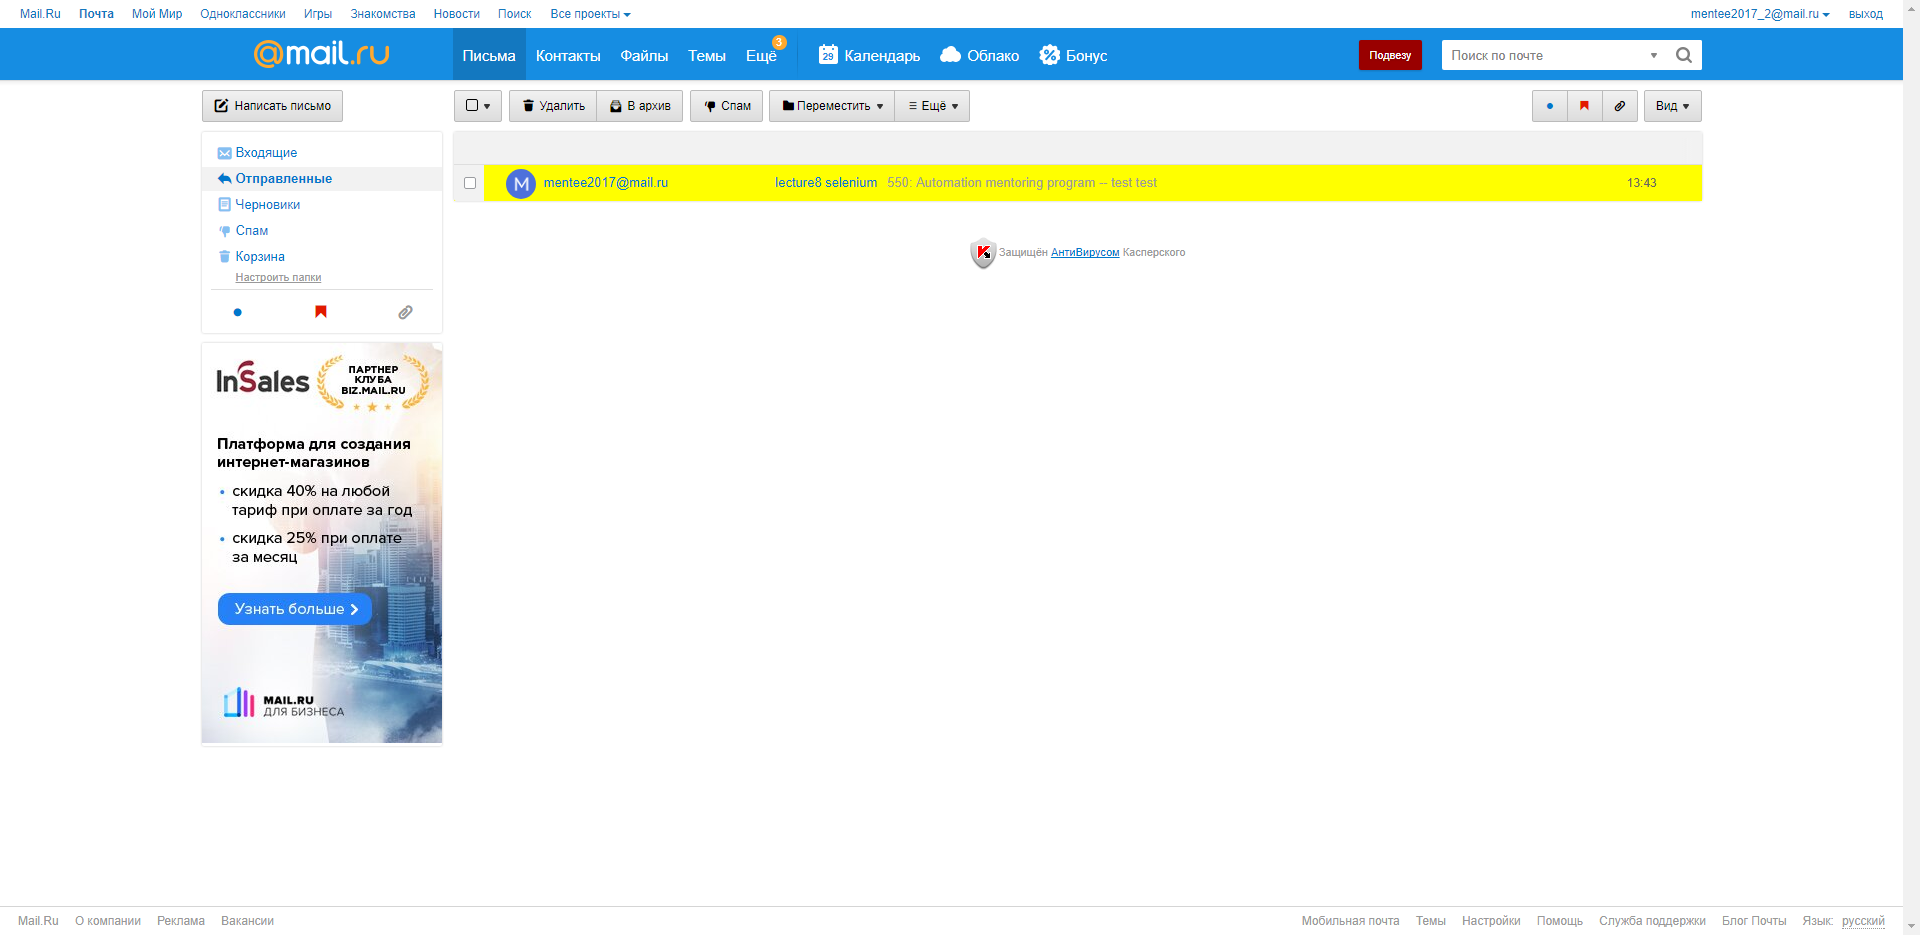 Mail.Ru Почта Мой Мир Одноклассники Игры Знакомства Новости Поиск Все проекты mentee2017_2@mail.ru выход
@mail.ru Письма Контакты Файлы Темы Ещё 3 29 Календарь Облако Бонус Подвезу Поиск по почте
Написать письмо Удалить В архив Спам Переместить Ещё Вид
Входящие
Отправленные
Черновики
Спам
Корзина
Настроить папки
M mentee2017@mail.ru lecture8 selenium 550: Automation mentoring program -- test test 13:43
Защищён АнтиВирусом Касперского
InSales
ПАРТНЕР
КЛУБА
BIZ.MAIL.RU
Платформа для создания
интернет-магазинов
• скидка 40% на любой
тариф при оплате за год
• скидка 25% при оплате
за месяц
Узнать больше
MAIL.RU
ДЛЯ БИЗНЕСА
Mail.Ru О компании Реклама Вакансии Мобильная почта Темы Настройки Помощь Служба поддержки Блог Почты Язык: русский